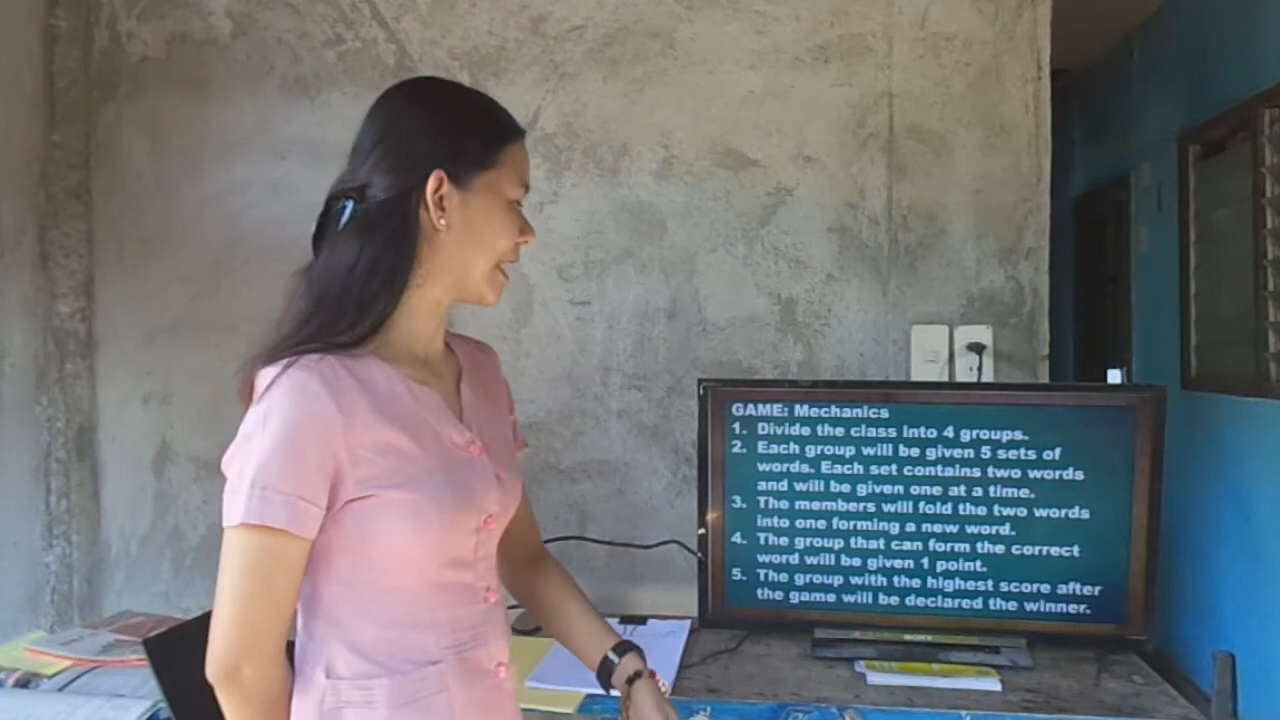 GAME: Mechanics
1. Divide the class into 4 groups.
2. Each group will be given 5 sets of
words. Each set contains two words
and will be given one at a time.
3. The members will fold the two words
into one forming a new word.
4. The group that can form the correct
word will be given 1 point.
5. The group with the highest score after
the game will be declared the winner.
SONY